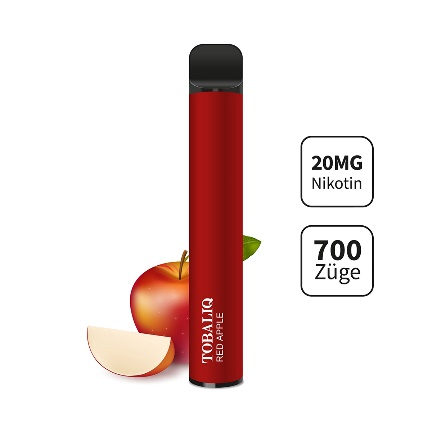 20MG
Nikotin
700
Züge
TOBALIQ
RED APPLE